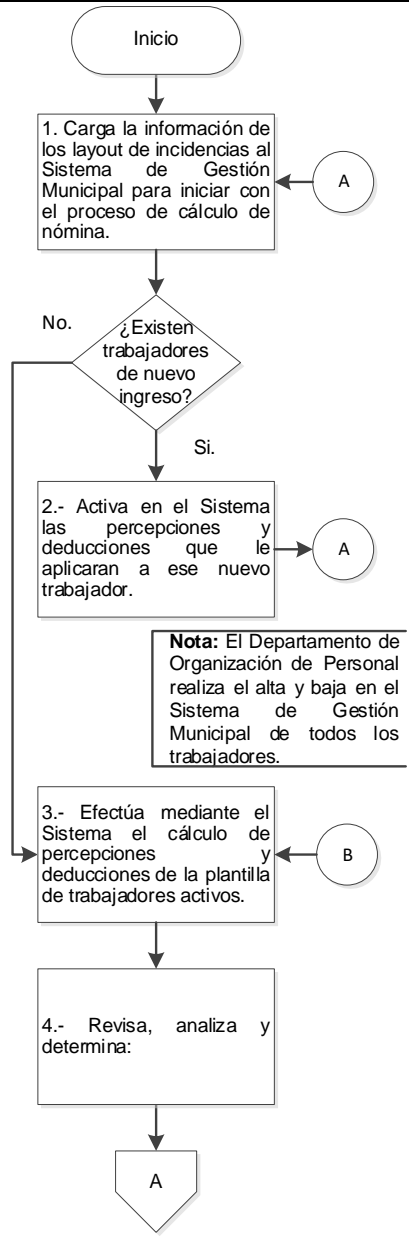 Inicio
1. Carga la información de
los layout de incidencias al
Sistema de Gestión
Municipal para iniciar con
el proceso de cálculo de
nómina.
A
No.
¿Existen
trabajadores
de nuevo
ingreso?
Si.
2.- Activa en el Sistema
las percepciones y
deducciones que le
aplicaran a ese nuevo
trabajador.
A
Nota: El Departamento de
Organización de Personal
realiza el alta y baja en el
Sistema de Gestión
Municipal de todos los
trabajadores.
3.- Efectúa mediante el
Sistema el cálculo de
percepciones y
deducciones de la plantilla
de trabajadores activos.
B
4.- Revisa, analiza y
determina:
A